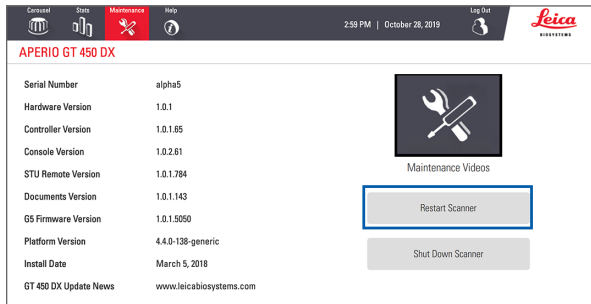 Carousel Stats Maintenance Help Log Out
2:59 PM | October 28, 2019
Leica
BIOSYSTEMS
APERIO GT 450 DX
Serial Number alpha5
Hardware Version 1.0.1
Controller Version 1.0.1.65
Console Version 1.0.2.61
STU Remote Version 1.0.1.784
Documents Version 1.0.1.143
G5 Firmware Version 1.0.1.5050
Platform Version 4.4.0-138-generic
Install Date March 5, 2018
GT 450 DX Update News www.leicabiosystems.com
Maintenance Videos
Restart Scanner
Shut Down Scanner